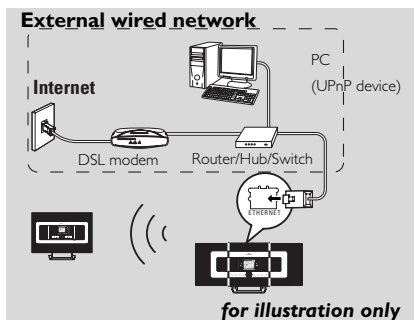 External wired network
PC
(UPnP device)
Internet
DSL modem
Router/Hub/Switch
ETHERNET
for illustration only